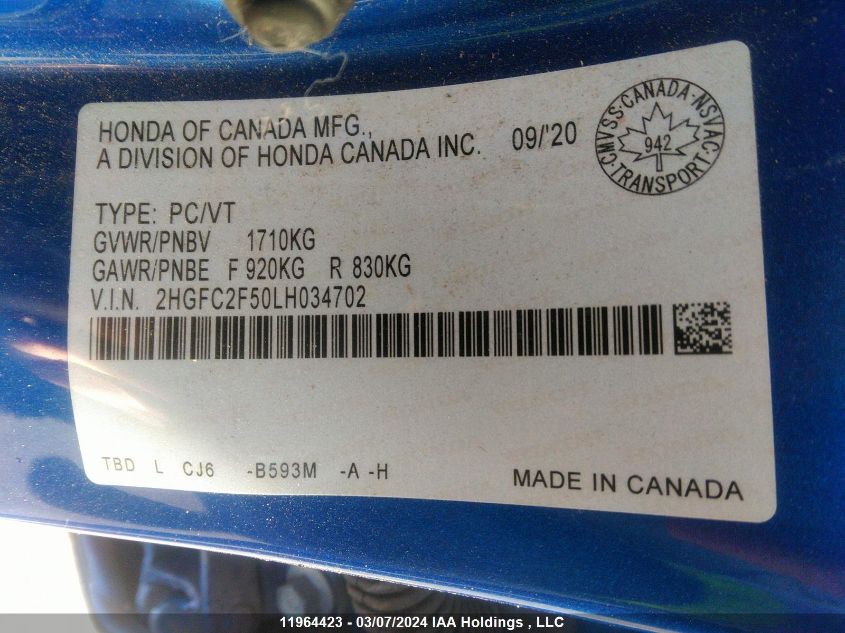 HONDA OF CANADA MFG.,
A DIVISION OF HONDA CANADA INC. 09/'20
CMVSS·CANADA·NSVAC
942
·TRANSPORT·
TYPE: PC/VT
GVWR/PNBV 1710KG
GAWR/PNBE F 920KG R 830KG
V.I.N. 2HGFC2F50LH034702
TBD L CJ6 -B593M -A -H
MADE IN CANADA
11964423 - 03/07/2024 IAA Holdings , LLC